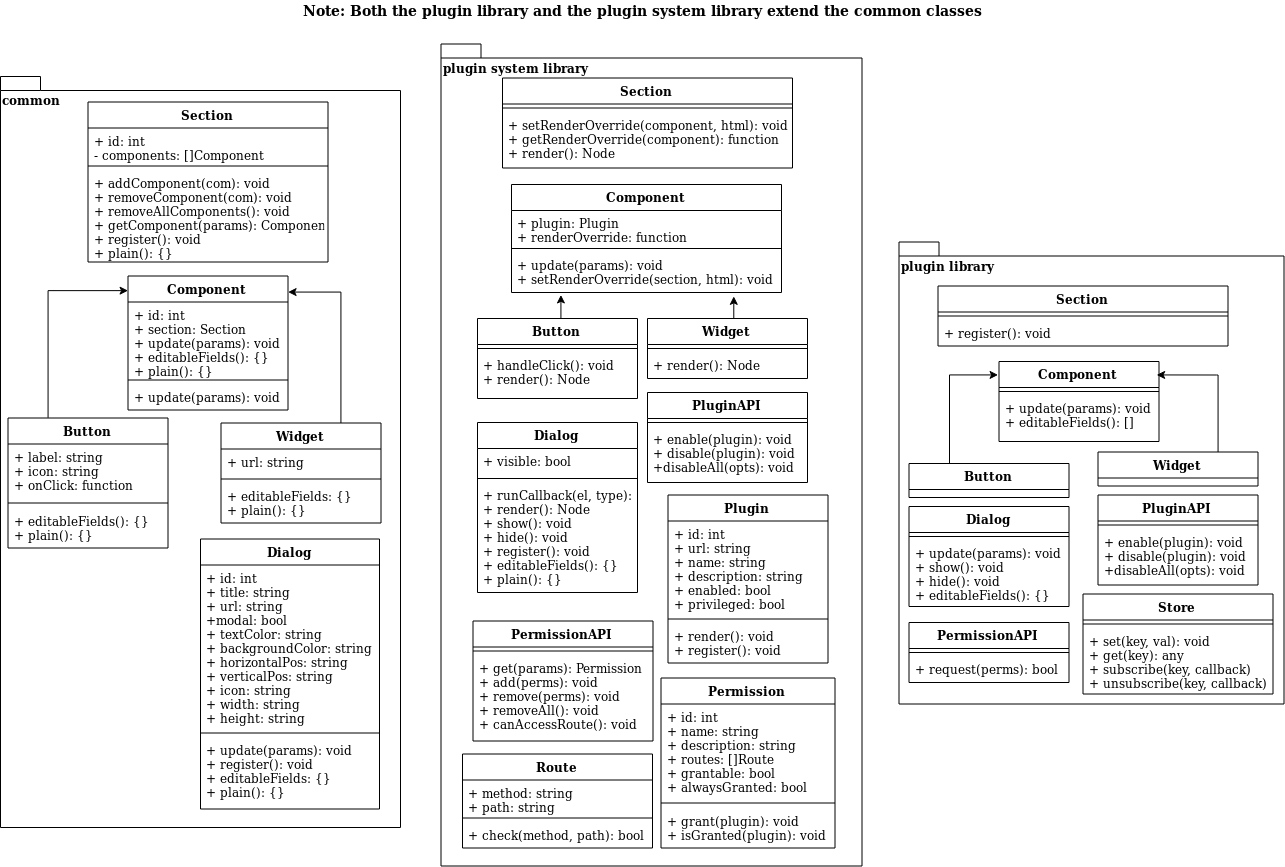 Note: Both the plugin library and the plugin system library extend the common classes
common
Section
+ id: int
- components: []Component
+ addComponent(com): void
+ removeComponent(com): void
+ removeAllComponents(): void
+ getComponent(params): Componen
+ register(): void
+ plain(): {}
Component
+ id: int
+ section: Section
+ update(params): void
+ editableFields(): {}
+ plain(): {}
+ update(params): void
Button
+ label: string
+ icon: string
+ onClick: function
+ editableFields(): {}
+ plain(): {}
Widget
+ url: string
+ editableFields: {}
+ plain(): {}
Dialog
+ id: int
+ title: string
+ url: string
+modal: bool
+ textColor: string
+ backgroundColor: string
+ horizontalPos: string
+ verticalPos: string
+ icon: string
+ width: string
+ height: string
+ update(params): void
+ register(): void
+ editableFields: {}
+ plain(): {}
plugin system library
Section
+ setRenderOverride(component, html): void
+ getRenderOverride(component): function
+ render(): Node
Component
+ plugin: Plugin
+ renderOverride: function
+ update(params): void
+ setRenderOverride(section, html): void
Button
+ handleClick(): void
+ render(): Node
Widget
+ render(): Node
PluginAPI
+ enable(plugin): void
+ disable(plugin): void
+disableAll(opts): void
Dialog
+ visible: bool
+ runCallback(el, type):
+ render(): Node
+ show(): void
+ hide(): void
+ register(): void
+ editableFields: {}
+ plain(): {}
Plugin
+ id: int
+ url: string
+ name: string
+ description: string
+ enabled: bool
+ privileged: bool
+ render(): void
+ register(): void
PermissionAPI
+ get(params): Permission
+ add(perms): void
+ remove(perms): void
+ removeAll(): void
+ canAccessRoute(): void
Permission
+ id: int
+ name: string
+ description: string
+ routes: []Route
+ grantable: bool
+ alwaysGranted: bool
+ grant(plugin): void
+ isGranted(plugin): void
Route
+ method: string
+ path: string
+ check(method, path): bool
plugin library
Section
+ register(): void
Component
+ update(params): void
+ editableFields: []
Button
Widget
Dialog
+ update(params): void
+ show(): void
+ hide(): void
+ editableFields: {}
PluginAPI
+ enable(plugin): void
+ disable(plugin): void
+disableAll(opts): void
PermissionAPI
+ request(perms): bool
Store
+ set(key, val): void
+ get(key): any
+ subscribe(key, callback)
+ unsubscribe(key, callback)